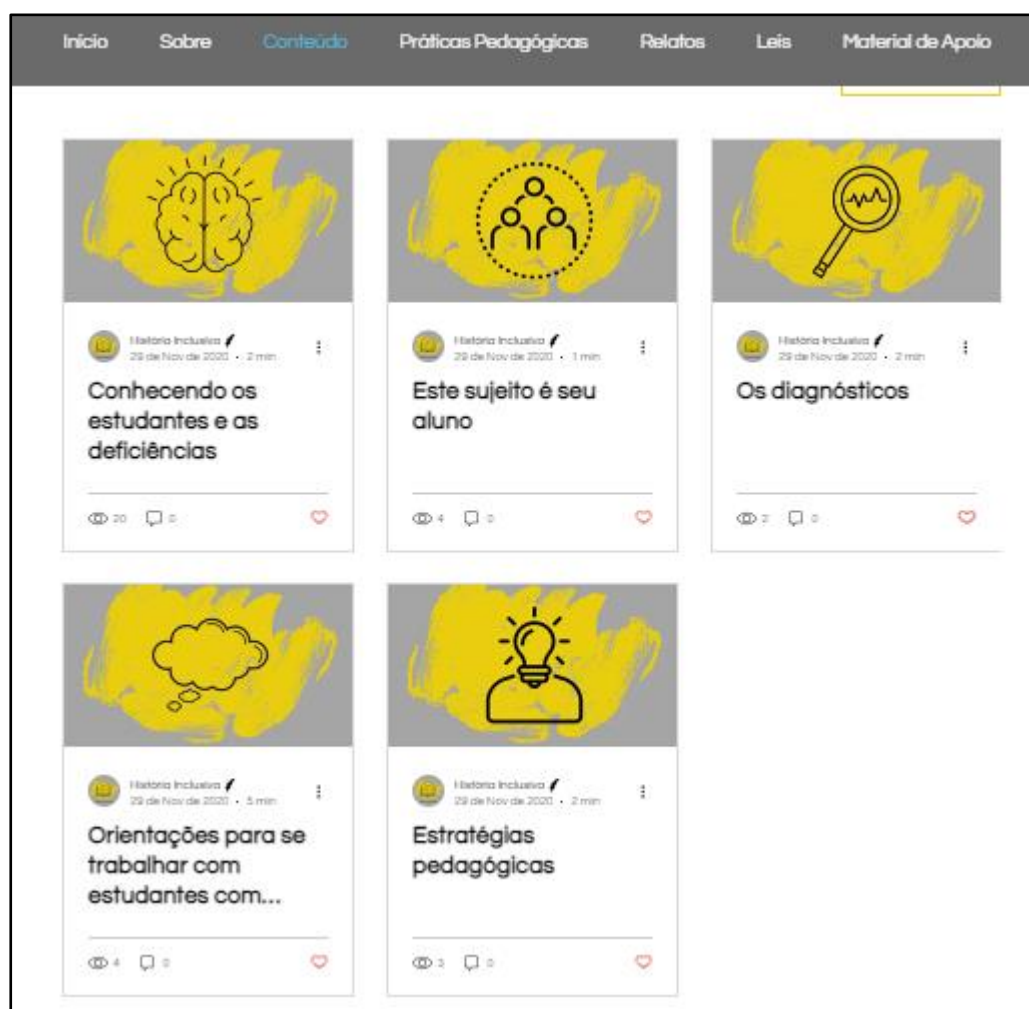 Início Sobre Conteúdo Práticas Pedagógicas Relatos Leis Material de Apoio
História Inclusiva
29 de Nov de 2020 • 2 min
Conhecendo os
estudantes e as
deficiências
20 0
História Inclusiva
29 de Nov de 2020 • 1 min
Este sujeito é seu
aluno
4 0
História Inclusiva
29 de Nov de 2020 • 2 min
Os diagnósticos
2 0
História Inclusiva
29 de Nov de 2020 • 5 min
Orientações para se
trabalhar com
estudantes com...
4 0
História Inclusiva
29 de Nov de 2020 • 2 min
Estratégias
pedagógicas
3 0